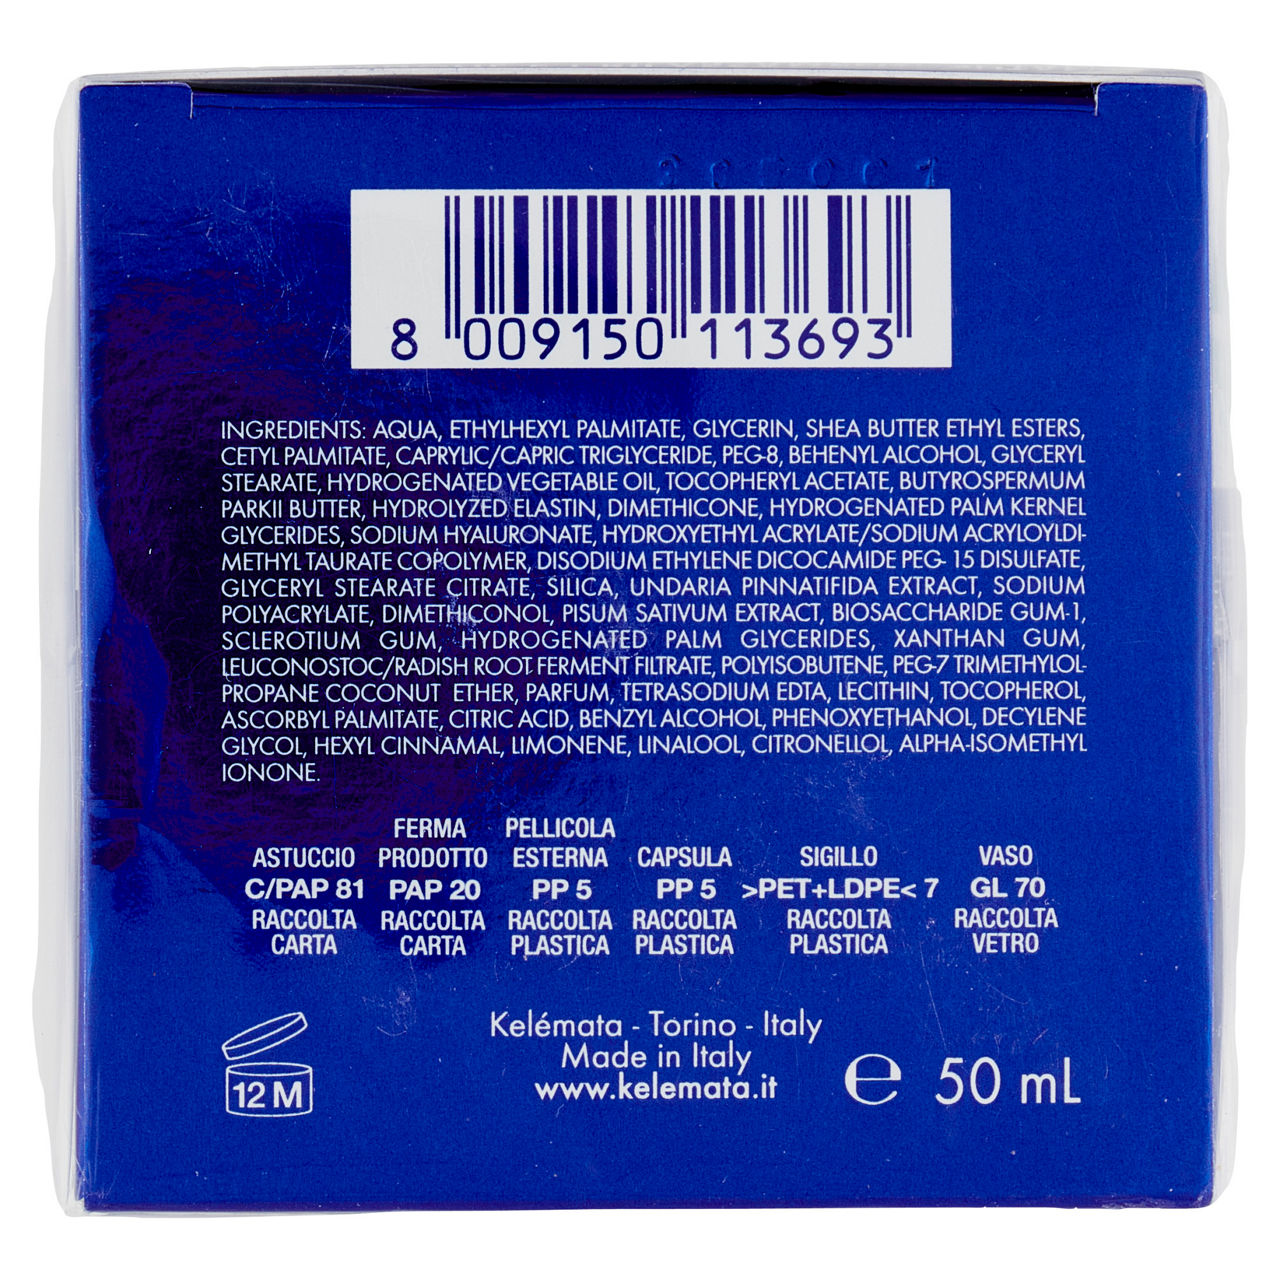 8 009150 113693
INGREDIENTS: AQUA, ETHYLHEXYL PALMITATE, GLYCERIN, SHEA BUTTER ETHYL ESTERS,
CETYL PALMITATE, CAPRYLIC/CAPRIC TRIGLYCERIDE, PEG-8, BEHENYL ALCOHOL, GLYCERYL
STEARATE, HYDROGENATED VEGETABLE OIL, TOCOPHERYL ACETATE, BUTYROSPERMUM
PARKII BUTTER, HYDROLYZED ELASTIN, DIMETHICONE, HYDROGENATED PALM KERNEL
GLYCERIDES, SODIUM HYALURONATE, HYDROXYETHYL ACRYLATE/SODIUM ACRYLOYLDI-
METHYL TAURATE COPOLYMER, DISODIUM ETHYLENE DICOCAMIDE PEG- 15 DISULFATE,
GLYCERYL STEARATE CITRATE, SILICA, UNDARIA PINNATIFIDA EXTRACT, SODIUM
POLYACRYLATE, DIMETHICONOL, PISUM SATIVUM EXTRACT, BIOSACCHARIDE GUM-1,
SCLEROTIUM GUM, HYDROGENATED PALM GLYCERIDES, XANTHAN GUM,
LEUCONOSTOC/RADISH ROOT FERMENT FILTRATE, POLYISOBUTENE, PEG-7 TRIMETHYLOL-
PROPANE COCONUT ETHER, PARFUM, TETRASODIUM EDTA, LECITHIN, TOCOPHEROL,
ASCORBYL PALMITATE, CITRIC ACID, BENZYL ALCOHOL, PHENOXYETHANOL, DECYLENE
GLYCOL, HEXYL CINNAMAL, LIMONENE, LINALOOL, CITRONELLOL, ALPHA-ISOMETHYL
IONONE.
FERMA PELLICOLA
ASTUCCIO PRODOTTO ESTERNA CAPSULA SIGILLO VASO
C/PAP 81 PAP 20 PP 5 PP 5 >PET+LDPE< 7 GL 70
RACCOLTA RACCOLTA RACCOLTA RACCOLTA RACCOLTA RACCOLTA
CARTA CARTA PLASTICA PLASTICA PLASTICA VETRO
Kelémata - Torino - Italy
Made in Italy
www.kelemata.it
12 M
℮ 50 mL